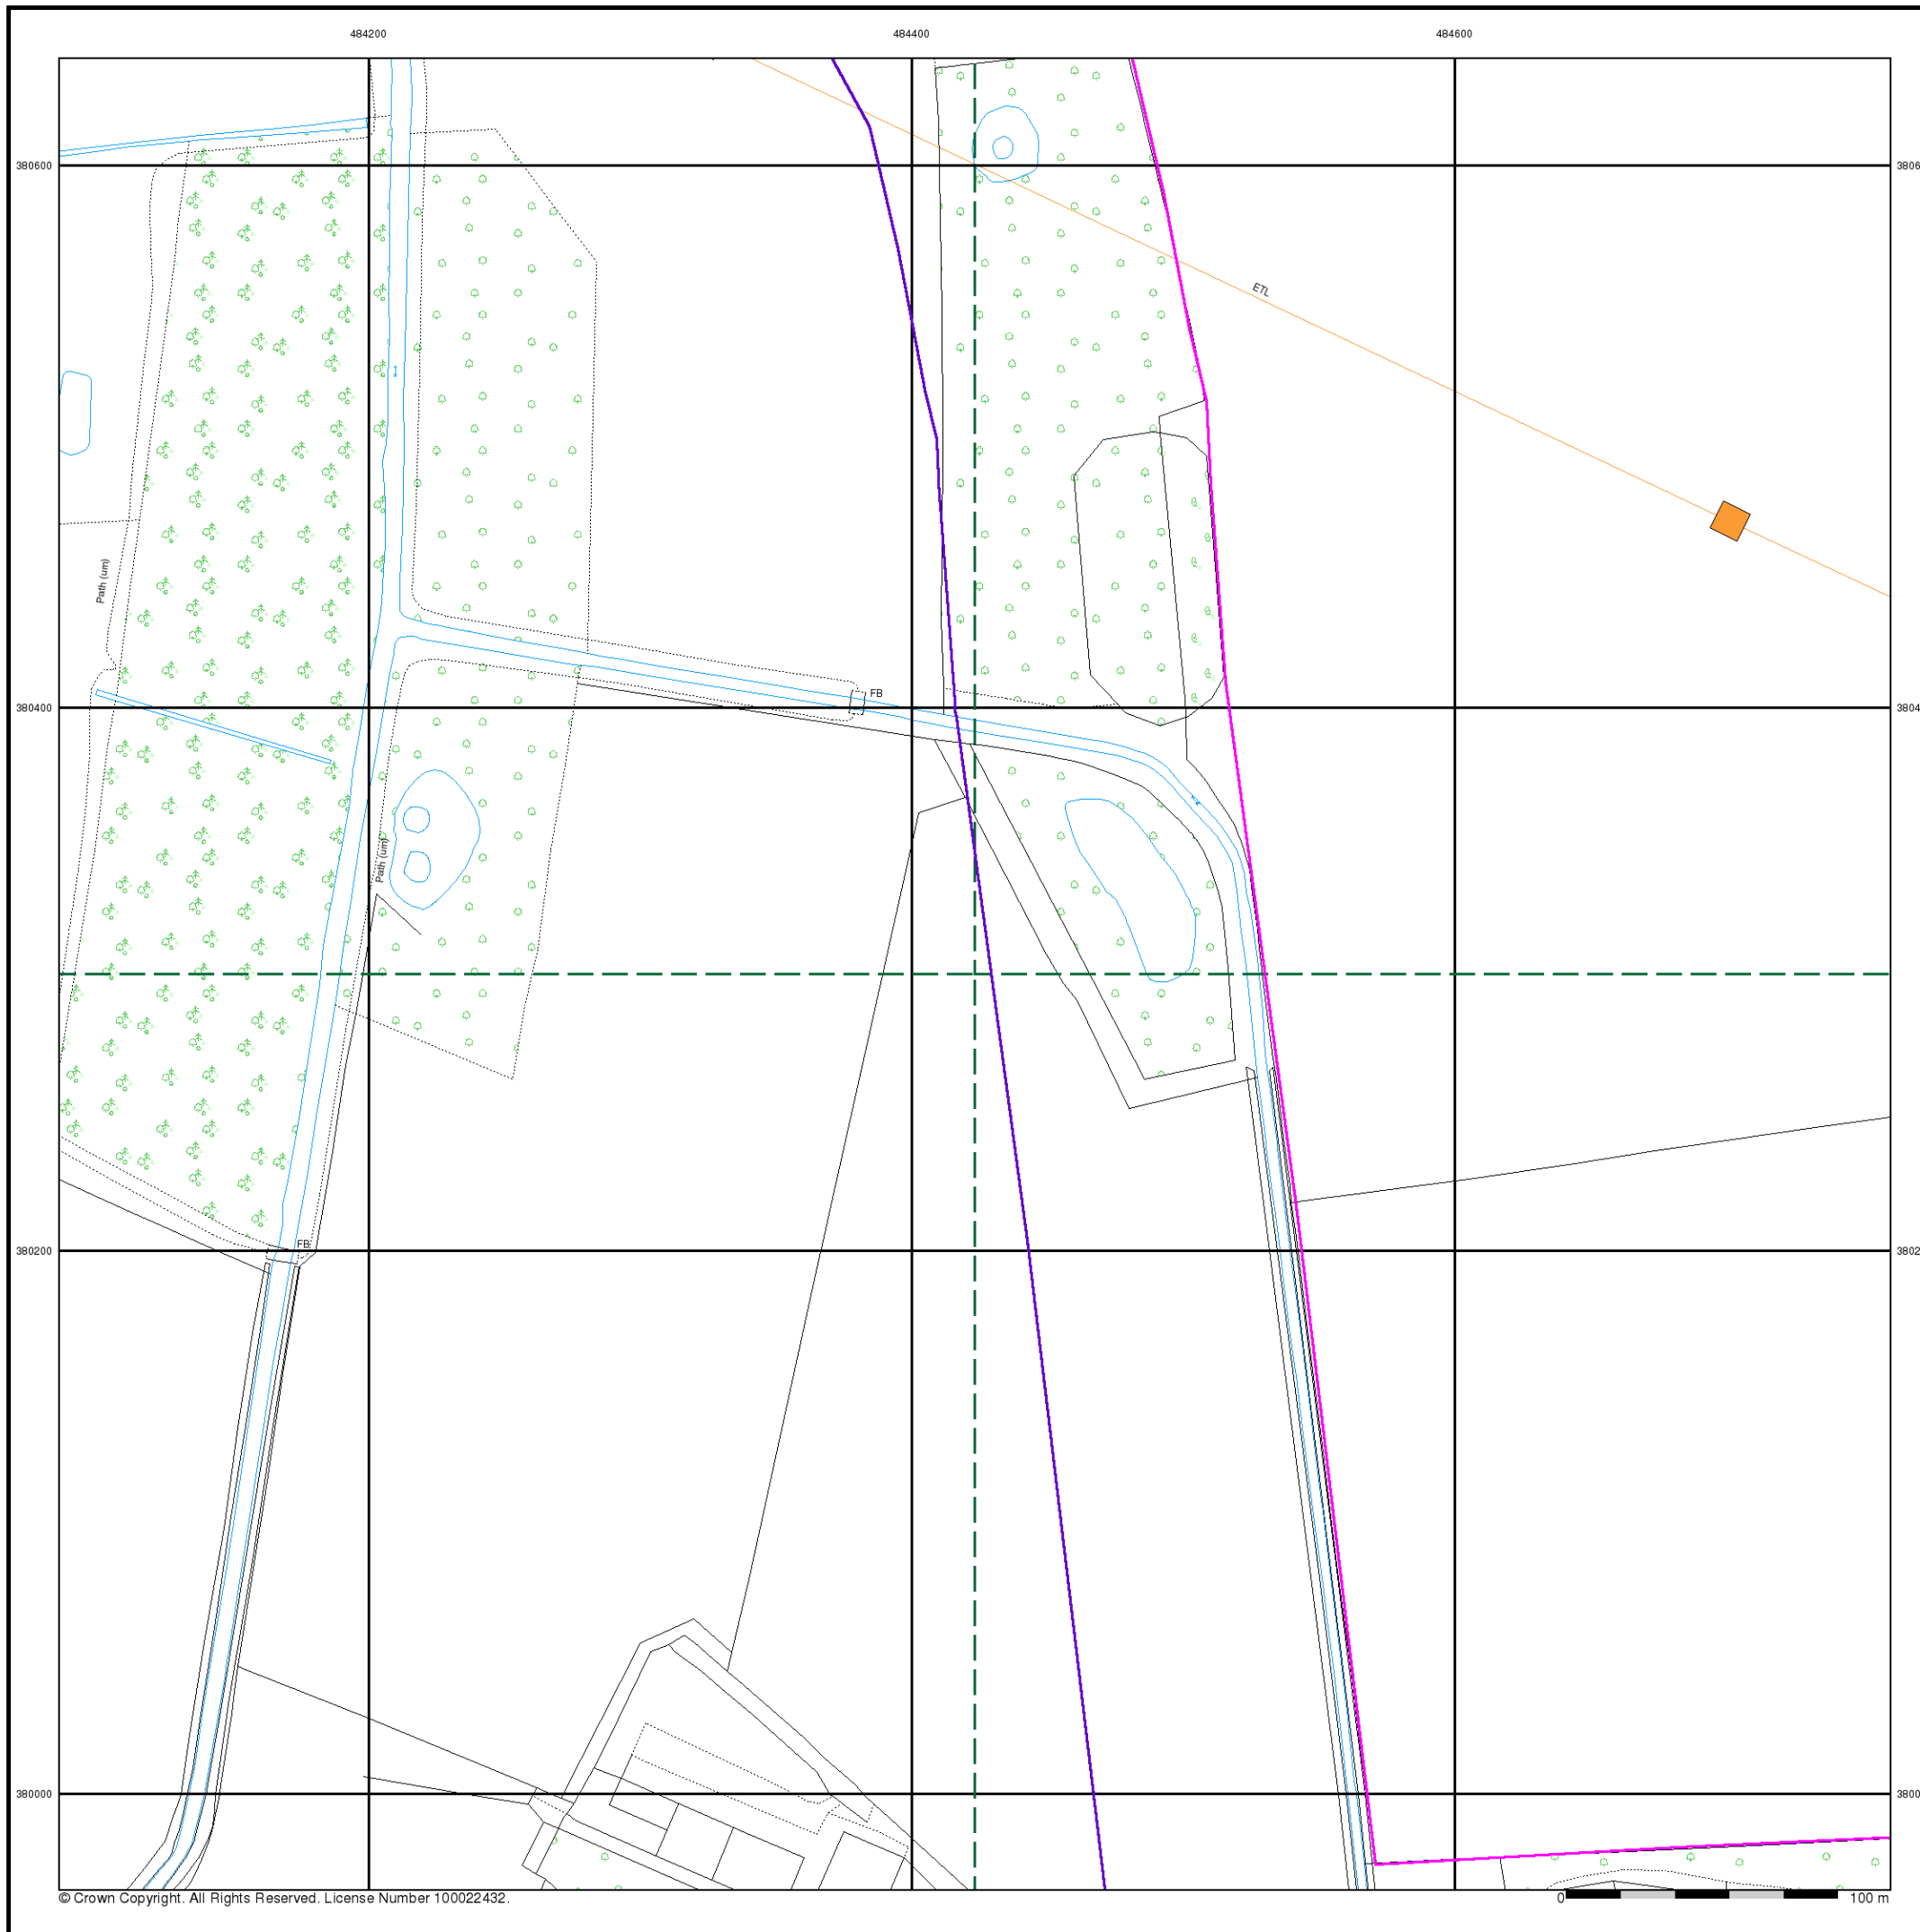 484200 484400 484600
380600 3806
ETL
Path (um)
FB
380400 3804
Path (um)
FB
380200 3802
380000 3800
© Crown Copyright. All Rights Reserved. License Number 100022432.
0 100 m